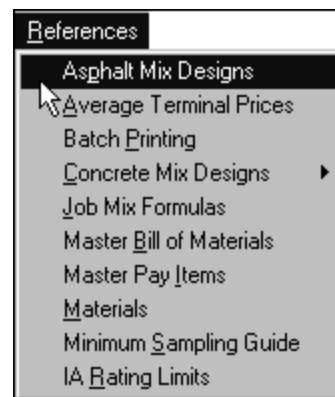 References
Asphalt Mix Designs
Average Terminal Prices
Batch Printing
Concrete Mix Designs
Job Mix Formulas
Master Bill of Materials
Master Pay Items
Materials
Minimum Sampling Guide
IA Rating Limits